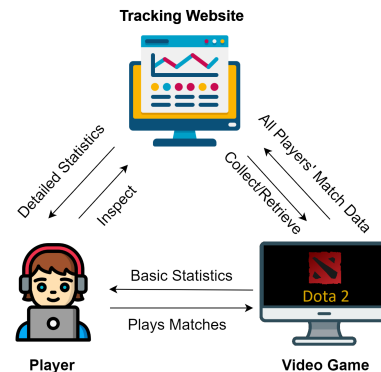 Tracking Website
Detailed Statistics
Inspect
All Players' Match Data
Collect/Retrieve
Basic Statistics
Plays Matches
Dota 2
Player
Video Game